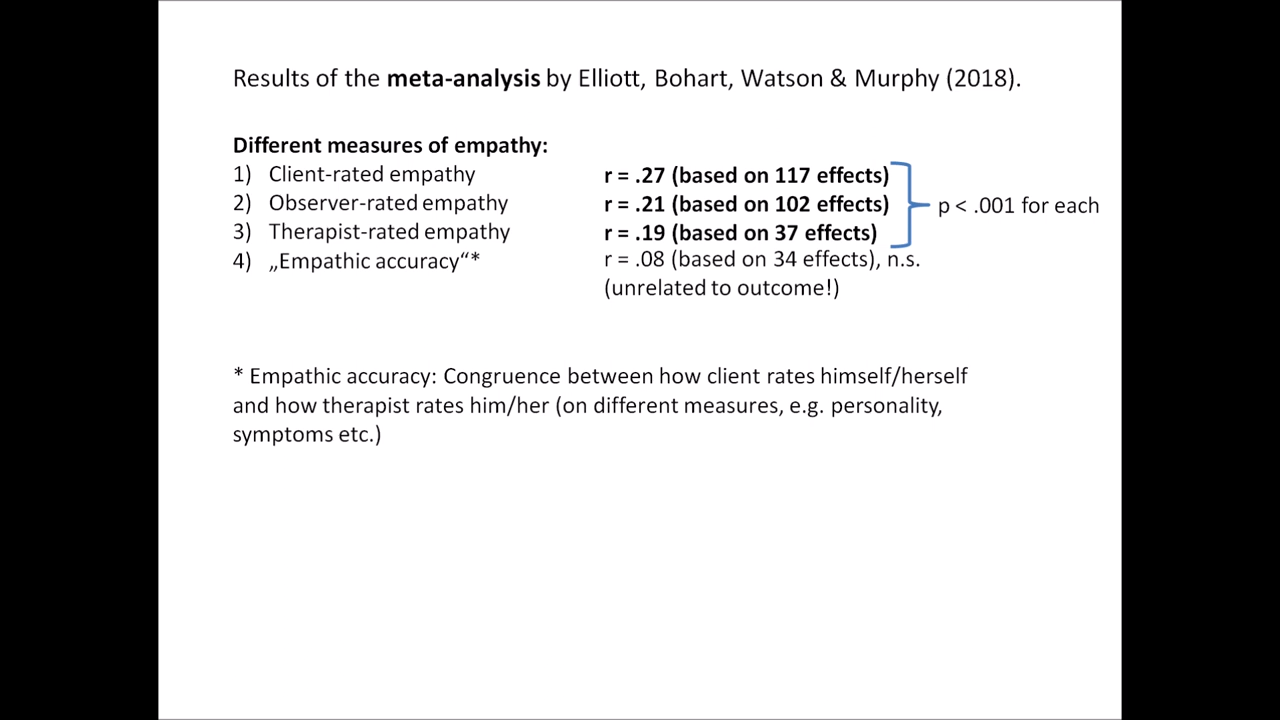 Results of the meta-analysis by Elliott, Bohart, Watson & Murphy (2018).
Different measures of empathy:
1) Client-rated empathy r = .27 (based on 117 effects)
2) Observer-rated empathy r = .21 (based on 102 effects) p < .001 for each
3) Therapist-rated empathy r = .19 (based on 37 effects)
4) „Empathic accuracy“* r = .08 (based on 34 effects), n.s.
(unrelated to outcome!)
* Empathic accuracy: Congruence between how client rates himself/herself
and how therapist rates him/her (on different measures, e.g. personality,
symptoms etc.)